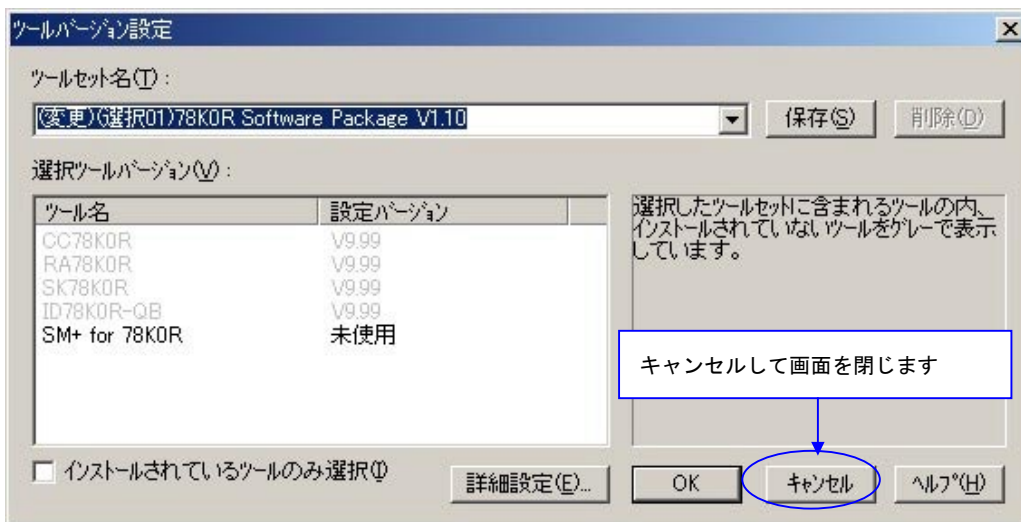 ツールバージョン設定
ツールセット名(T):
(変更)(選択01)78K0R Software Package V1.10
保存(S)
削除(D)
選択ツールバージョン(V):
ツール名 設定バージョン
CC78K0R V9.99
RA78K0R V9.99
SK78K0R V9.99
ID78K0R-QB V9.99
SM+ for 78K0R 未使用
選択したツールセットに含まれるツールの内、
インストールされていないツールをグレーで表示
しています。
キャンセルして画面を閉じます
インストールされているツールのみ選択(I)
詳細設定(E)...
OK
キャンセル
ヘルプ(H)